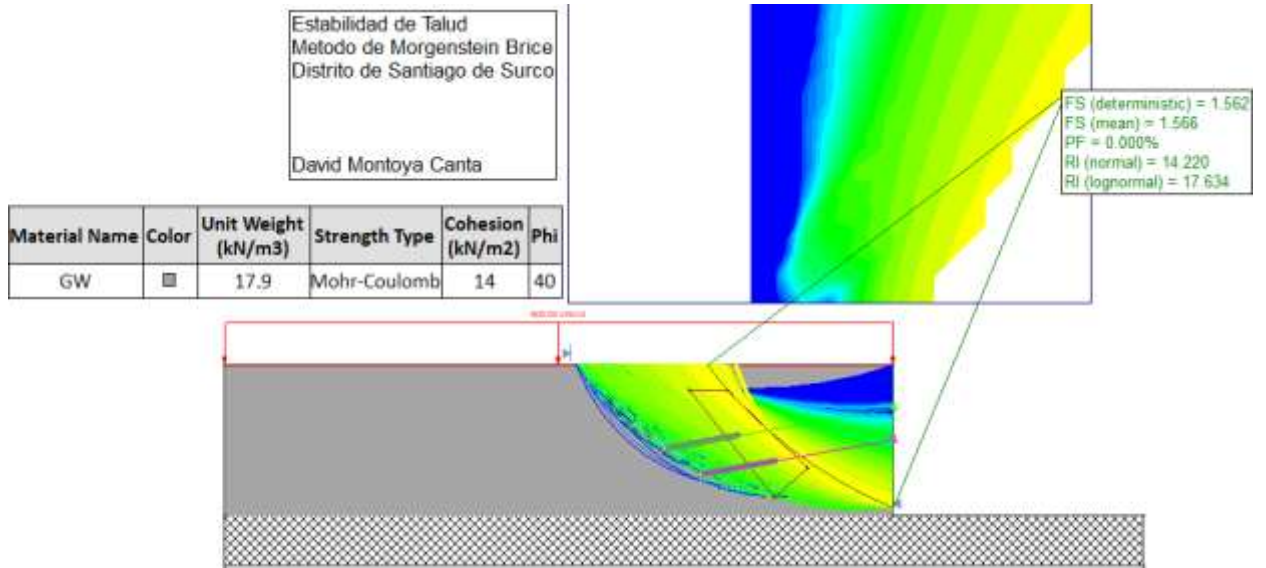 Estabilidad de Talud
Metodo de Morgenstein Brice
Distrito de Santiago de Surco
David Montoya Canta
FS (deterministic) = 1.562
FS (mean) = 1.566
PF = 0.000%
RI (normal) = 14.220
RI (lognormal) = 17.634
Material Name Color Unit Weight (kN/m3) Strength Type Cohesion (kN/m2) Phi
GW 17.9 Mohr-Coulomb 14 40